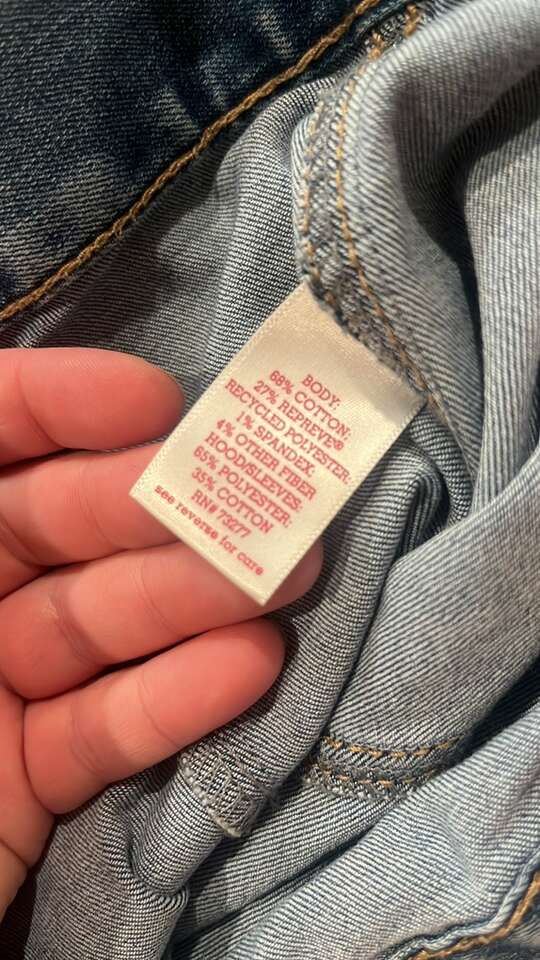 BODY:
68% COTTON:
27% REPREVE®
RECYCLED POLYESTER:
1% SPANDEX:
4% OTHER FIBER
HOOD/SLEEVES:
65% POLYESTER:
35% COTTON
RN# 73277
see reverse for care